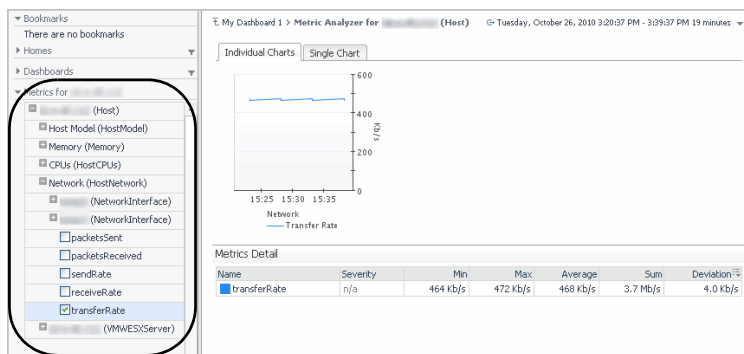 Bookmarks
There are no bookmarks
Homes
Dashboards
Metrics for
(Host)
Host Model (HostModel)
Memory (Memory)
CPUs (HostCPUs)
Network (HostNetwork)
(NetworkInterface)
(NetworkInterface)
packetsSent
packetsReceived
sendRate
receiveRate
transferRate
(VMWESXServer)
My Dashboard 1 > Metric Analyzer for (Host) Tuesday, October 26, 2010 3:20:37 PM - 3:39:37 PM 19 minutes
Individual Charts Single Chart
600
400
200
0
Kb/s
15:25 15:30 15:35
Network
Transfer Rate
Metrics Detail
Name Severity Min Max Average Sum Deviation
transferRate n/a 464 Kb/s 472 Kb/s 468 Kb/s 3.7 Mb/s 4.0 Kb/s